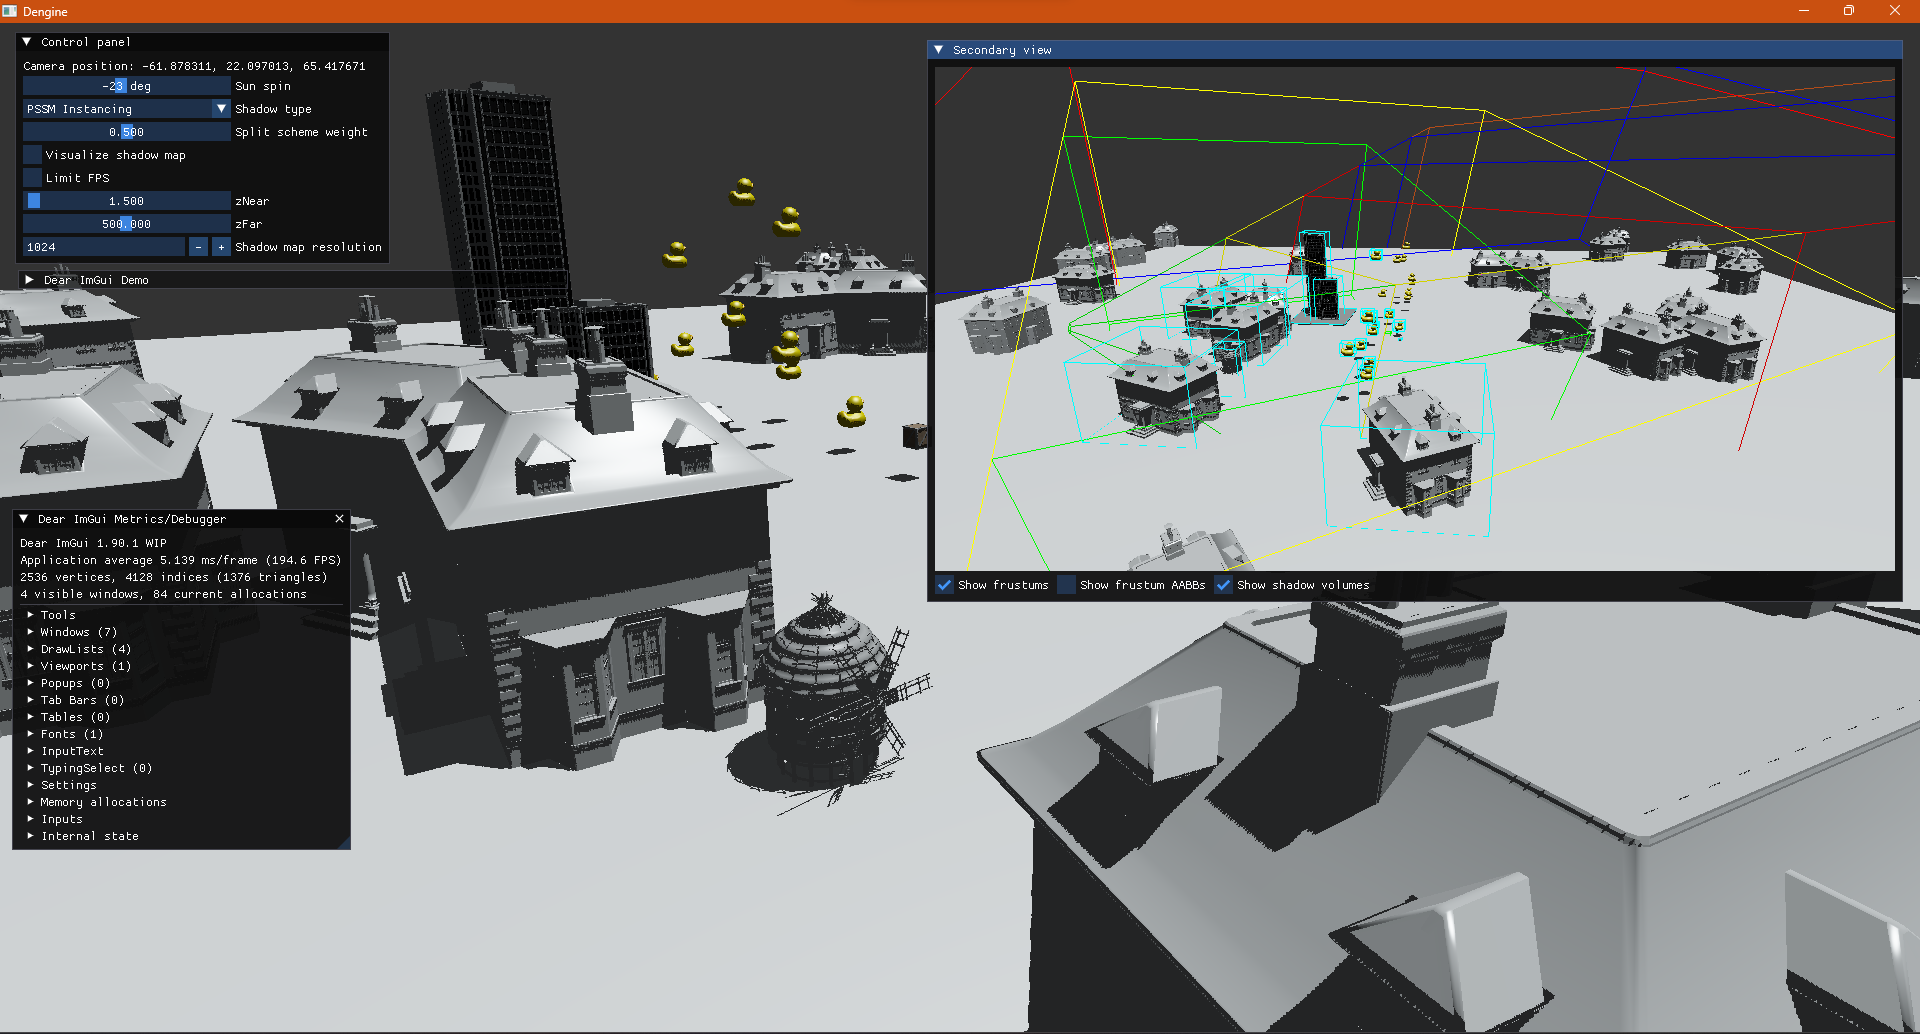 Dengine
Control panel
Camera position: -61.878311, 22.097013, 65.417671
-23 deg Sun spin
PSSM Instancing Shadow type
0.500 Split scheme weight
Visualize shadow map
Limit FPS
1.500 zNear
500.000 zFar
1024 - + Shadow map resolution
Dear ImGui Demo
Secondary view
Show frustums Show frustum AABBs Show shadow volumes
Dear ImGui Metrics/Debugger
Dear ImGui 1.90.1 WIP
Application average 5.139 ms/frame (194.6 FPS)
2536 vertices, 4128 indices (1376 triangles)
4 visible windows, 84 current allocations
Tools
Windows (7)
DrawLists (4)
Viewports (1)
Popups (0)
Tab Bars (0)
Tables (0)
Fonts (1)
InputText
TypingSelect (0)
Settings
Memory allocations
Inputs
Internal state